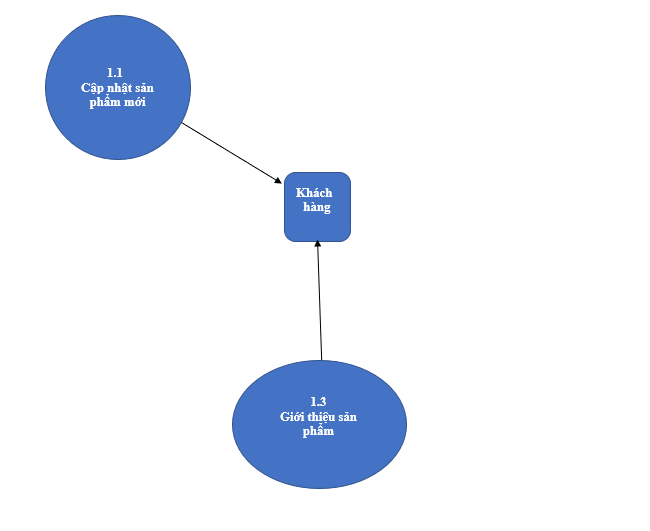 1.1
Cập nhật sản
phẩm mới
Khách
hàng
1.3
Giới thiệu sản
phẩm